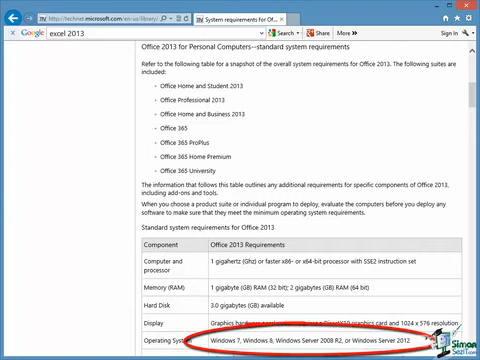 http://technet.microsoft.com/en-us/library/
System requirements for Of...
Google
excel 2013
Search
Share
More »
Sign In
Office 2013 for Personal Computers--standard system requirements
Refer to the following table for a snapshot of the overall system requirements for Office 2013. The following suites are
included:
Office Home and Student 2013
Office Professional 2013
Office Home and Business 2013
Office 365
Office 365 ProPlus
Office 365 Home Premium
Office 365 University
The information that follows this table outlines any additional requirements for specific components of Office 2013,
including add-ons and tools.
When you choose a product suite or individual program to deploy, evaluate the computers before you deploy any
software to make sure that they meet the minimum operating system requirements.
Standard system requirements for Office 2013
Component Office 2013 Requirements
Computer and processor 1 gigahertz (Ghz) or faster x86- or x64-bit processor with SSE2 instruction set
Memory (RAM) 1 gigabyte (GB) RAM (32 bit); 2 gigabytes (GB) RAM (64 bit)
Hard Disk 3.0 gigabytes (GB) available
Display Graphics card and 1024 x 576 resolution
Operating System Windows 7, Windows 8, Windows Server 2008 R2, or Windows Server 2012
Simon
Sez IT